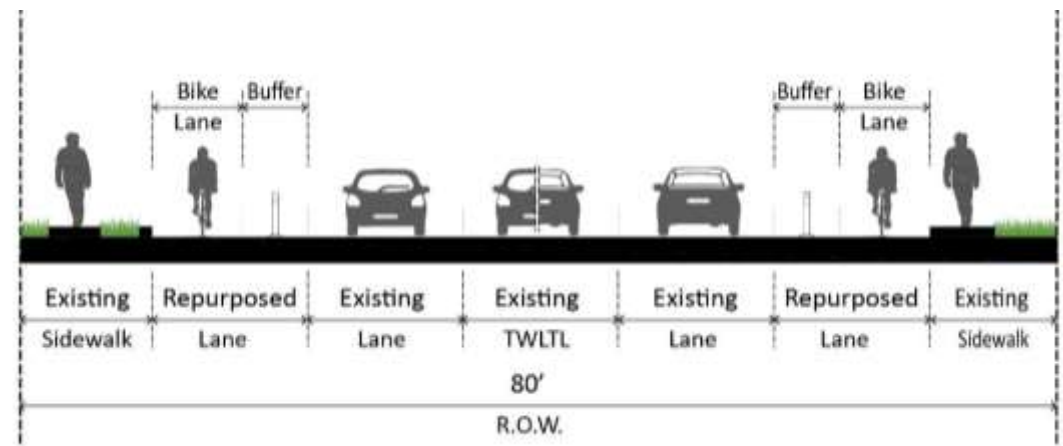 Bike Buffer Buffer Bike
Lane Lane
Existing Repurposed Existing Existing Existing Repurposed Existing
Sidewalk Lane Lane TWLTL Lane Lane Sidewalk
80'
R.O.W.